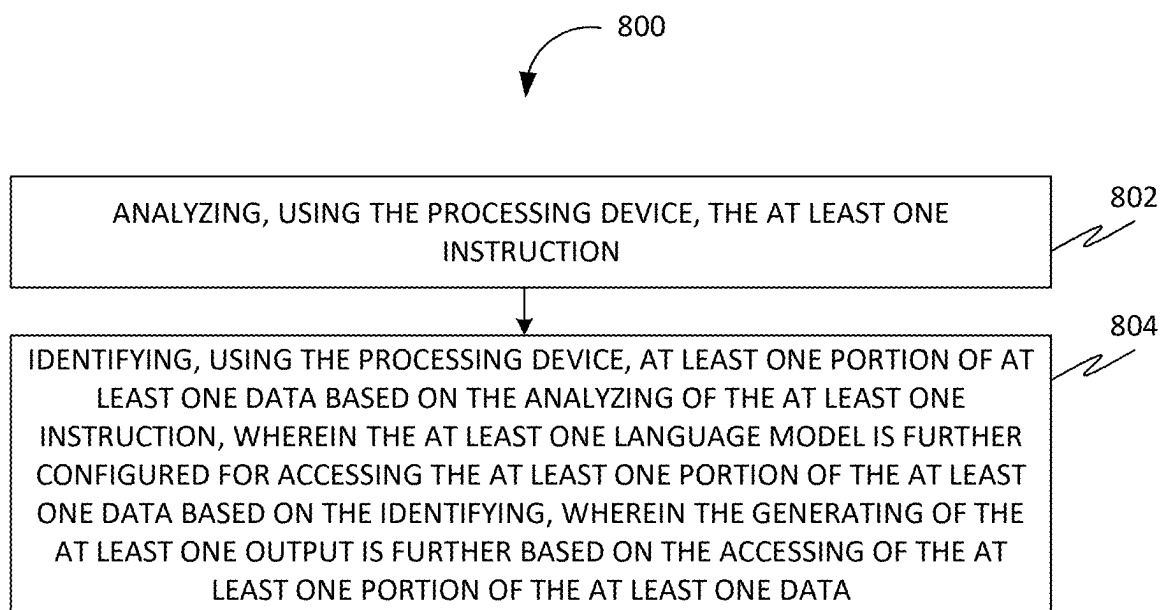 800
802
ANALYZING, USING THE PROCESSING DEVICE, THE AT LEAST ONE
INSTRUCTION
804
IDENTIFYING, USING THE PROCESSING DEVICE, AT LEAST ONE PORTION OF AT
LEAST ONE DATA BASED ON THE ANALYZING OF THE AT LEAST ONE
INSTRUCTION, WHEREIN THE AT LEAST ONE LANGUAGE MODEL IS FURTHER
CONFIGURED FOR ACCESSING THE AT LEAST ONE PORTION OF THE AT LEAST
ONE DATA BASED ON THE IDENTIFYING, WHEREIN THE GENERATING OF THE
AT LEAST ONE OUTPUT IS FURTHER BASED ON THE ACCESSING OF THE AT
LEAST ONE PORTION OF THE AT LEAST ONE DATA